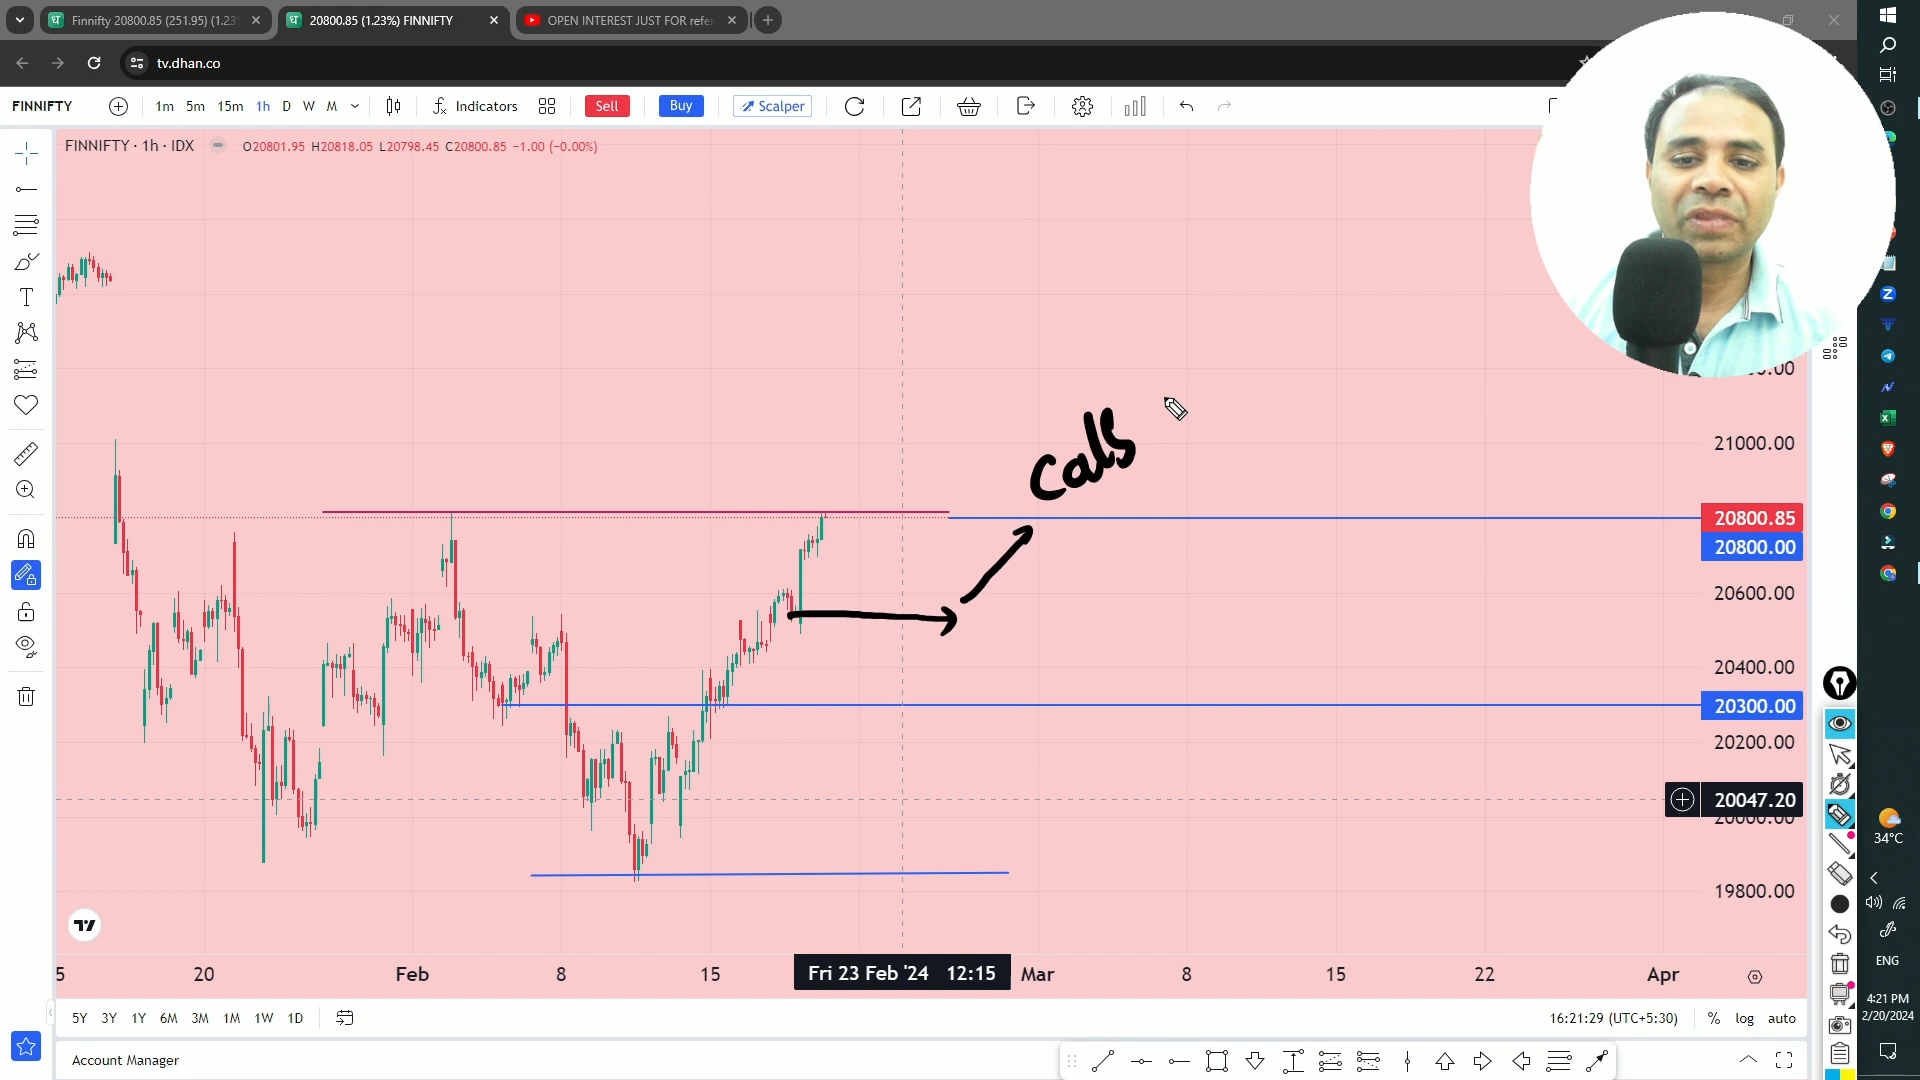 Finnifty 20800.85 (251.95) (1.23
20800.85 (1.23%) FINNIFTY
OPEN INTEREST JUST FOR refe
tv.dhan.co
FINNIFTY
1m 5m 15m 1h D W M
Indicators
Sell
Buy
Scalper
FINNIFTY · 1h · IDX
O20801.95 H20818.05 L20798.45 C20800.85 −1.00 (−0.00%)
Calls
21000.00
20800.85
20800.00
20600.00
20400.00
20300.00
20200.00
20047.20
20000.00
19800.00
5 20 Feb 8 15 Fri 23 Feb '24 12:15 Mar 8 15 22 Apr
5Y 3Y 1Y 6M 3M 1M 1W 1D
16:21:29 (UTC+5:30) % log auto
Account Manager
34°C
ENG
4:21 PM
2/20/2024